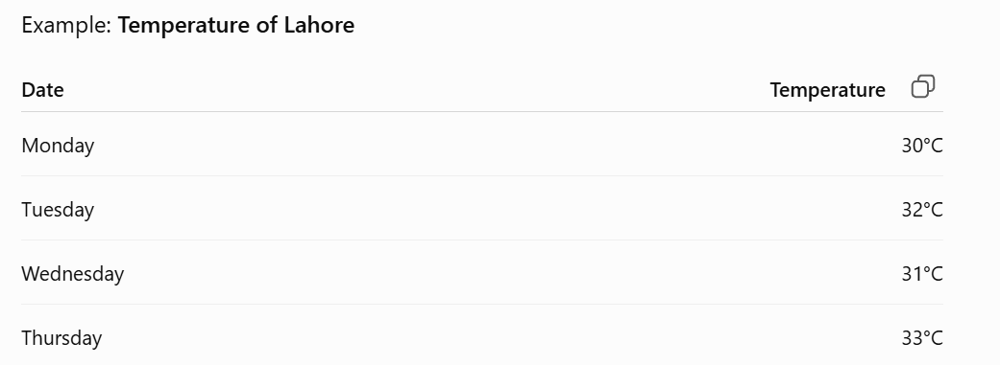 Example: Temperature of Lahore
Date Temperature
Monday 30°C
Tuesday 32°C
Wednesday 31°C
Thursday 33°C